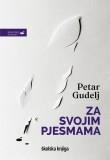 Petar
Gudelj
ZA
SVOJIM
PJESMAMA
školska knjiga